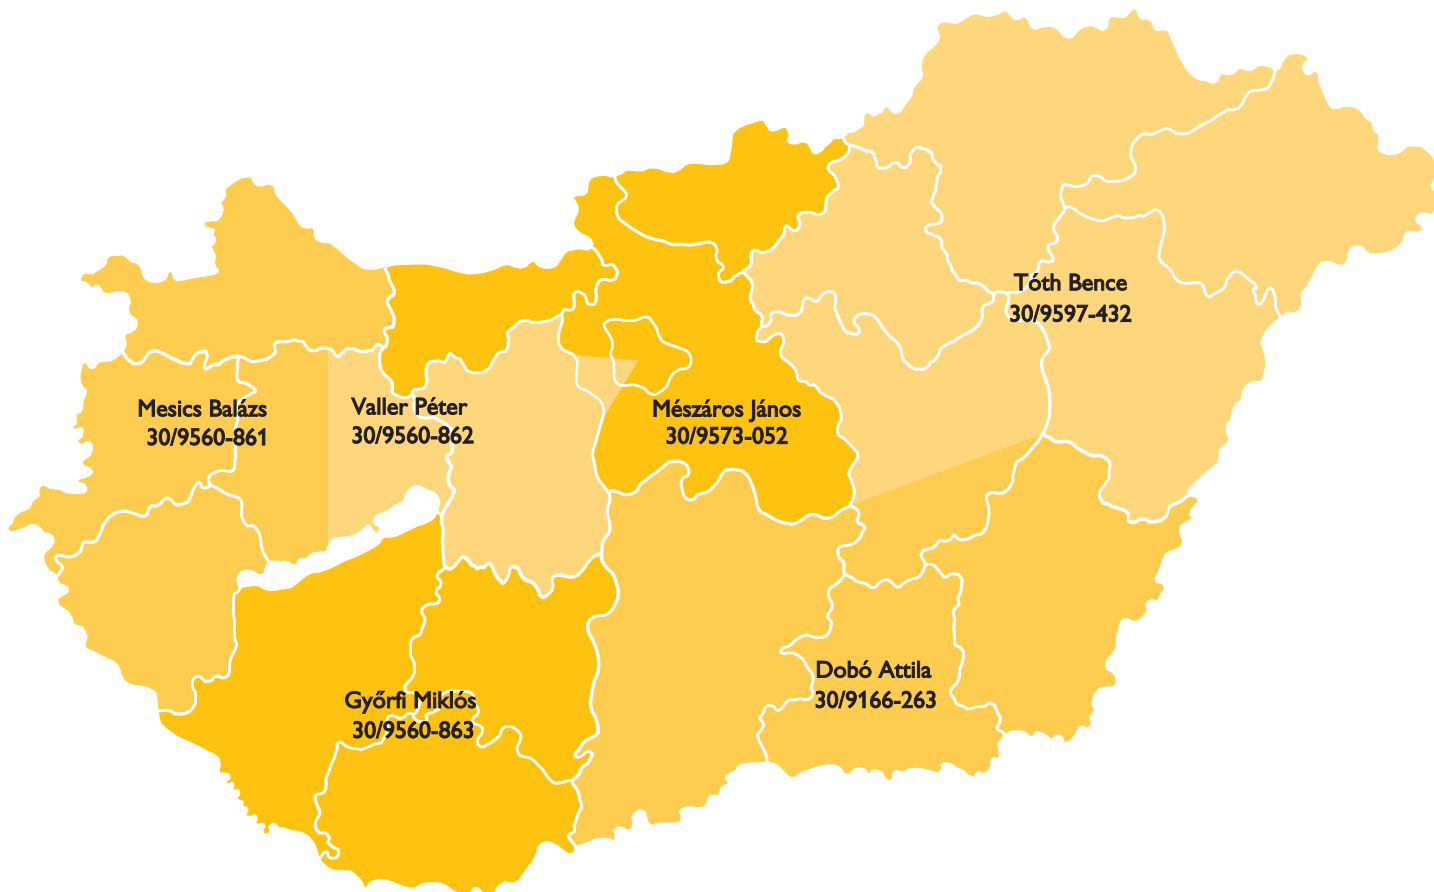 Tóth Bence
30/9597-432
Mesics Balázs
30/9560-861
Valler Péter
30/9560-862
Mészáros János
30/9573-052
Dobó Attila
30/9166-263
Győrfi Miklós
30/9560-863